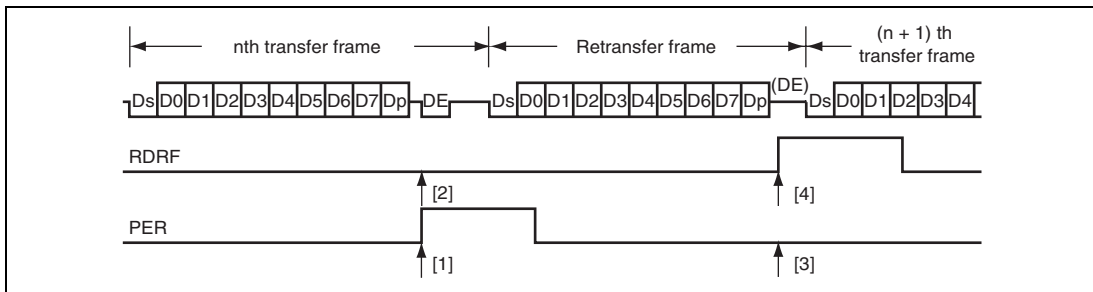 nth transfer frame
Retransfer frame
(n + 1) th
transfer frame
Ds D0 D1 D2 D3 D4 D5 D6 D7 Dp DE Ds D0 D1 D2 D3 D4 D5 D6 D7 Dp (DE) Ds D0 D1 D2 D3 D4
RDRF
[2] [4]
PER
[1] [3]